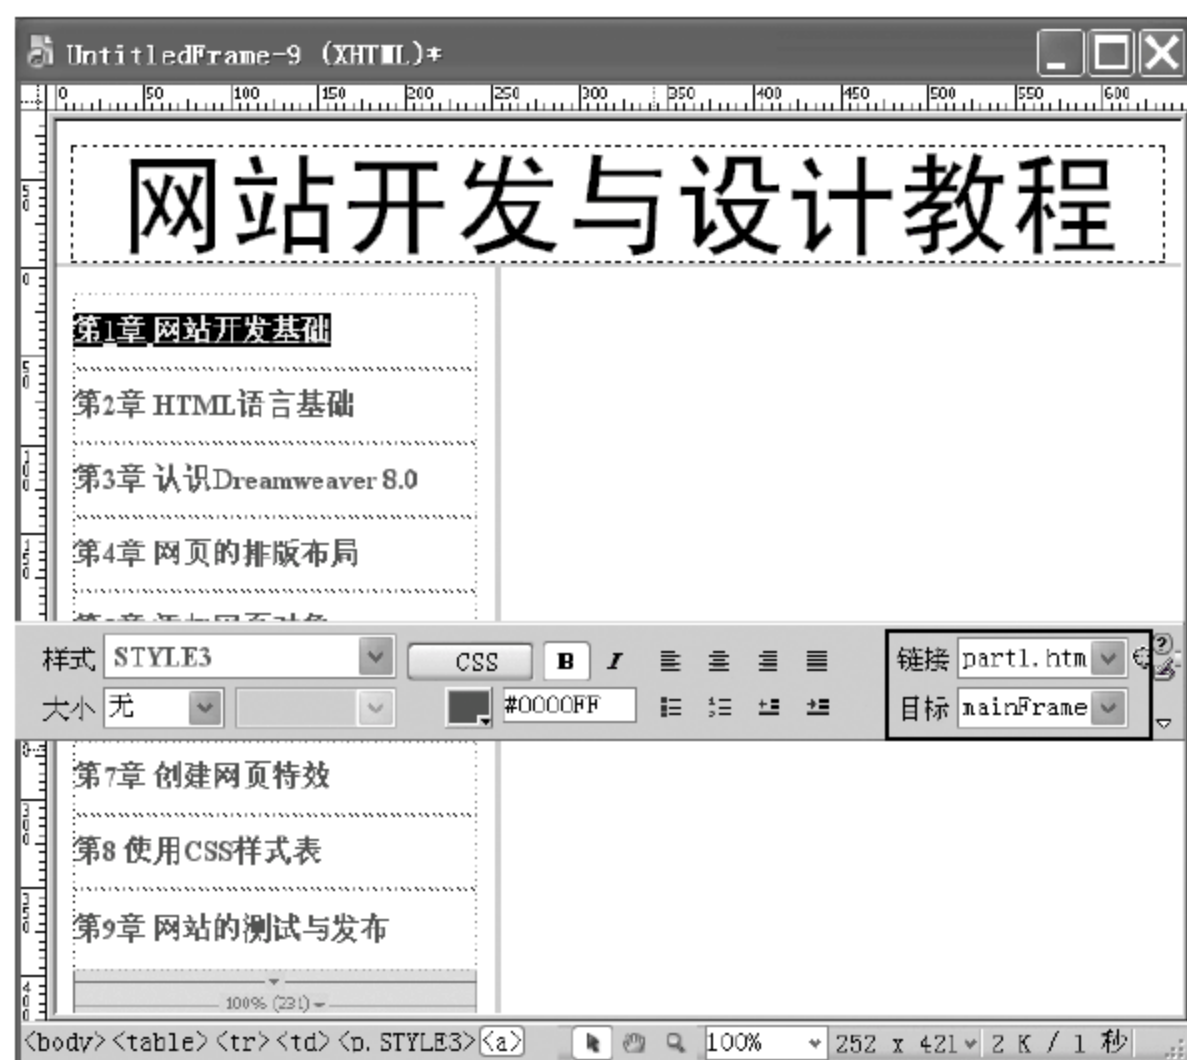 UntitledFrame-9 (XHTML)*
0 50 100 150 200 250 300 350 400 450 500 550 600
网站开发与设计教程
第1章 网站开发基础
第2章 HTML语言基础
第3章 认识Dreamweaver 8.0
第4章 网页的排版布局
样式 STYLE3 CSS B I 链接 part1.htm
大小 无 #0000FF 目标 mainFrame
第7章 创建网页特效
第8 使用CSS样式表
第9章 网站的测试与发布
100% (231)
<body><table><tr><td><p.STYLE3><a> 100% 252 x 421 2 K / 1 秒